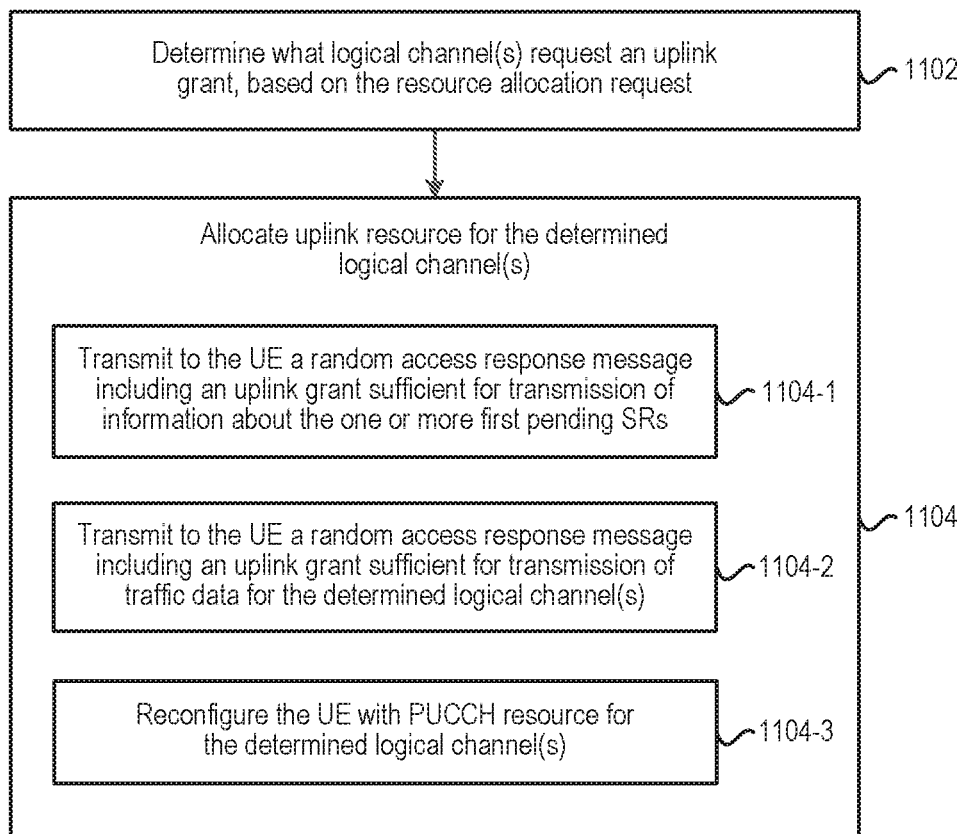 Determine what logical channel(s) request an uplink
grant, based on the resource allocation request
1102
Allocate uplink resource for the determined
logical channel(s)
Transmit to the UE a random access response message
including an uplink grant sufficient for transmission of
information about the one or more first pending SRs
1104-1
1104
Transmit to the UE a random access response message
including an uplink grant sufficient for transmission of
traffic data for the determined logical channel(s)
1104-2
Reconfigure the UE with PUCCH resource for
the determined logical channel(s)
1104-3